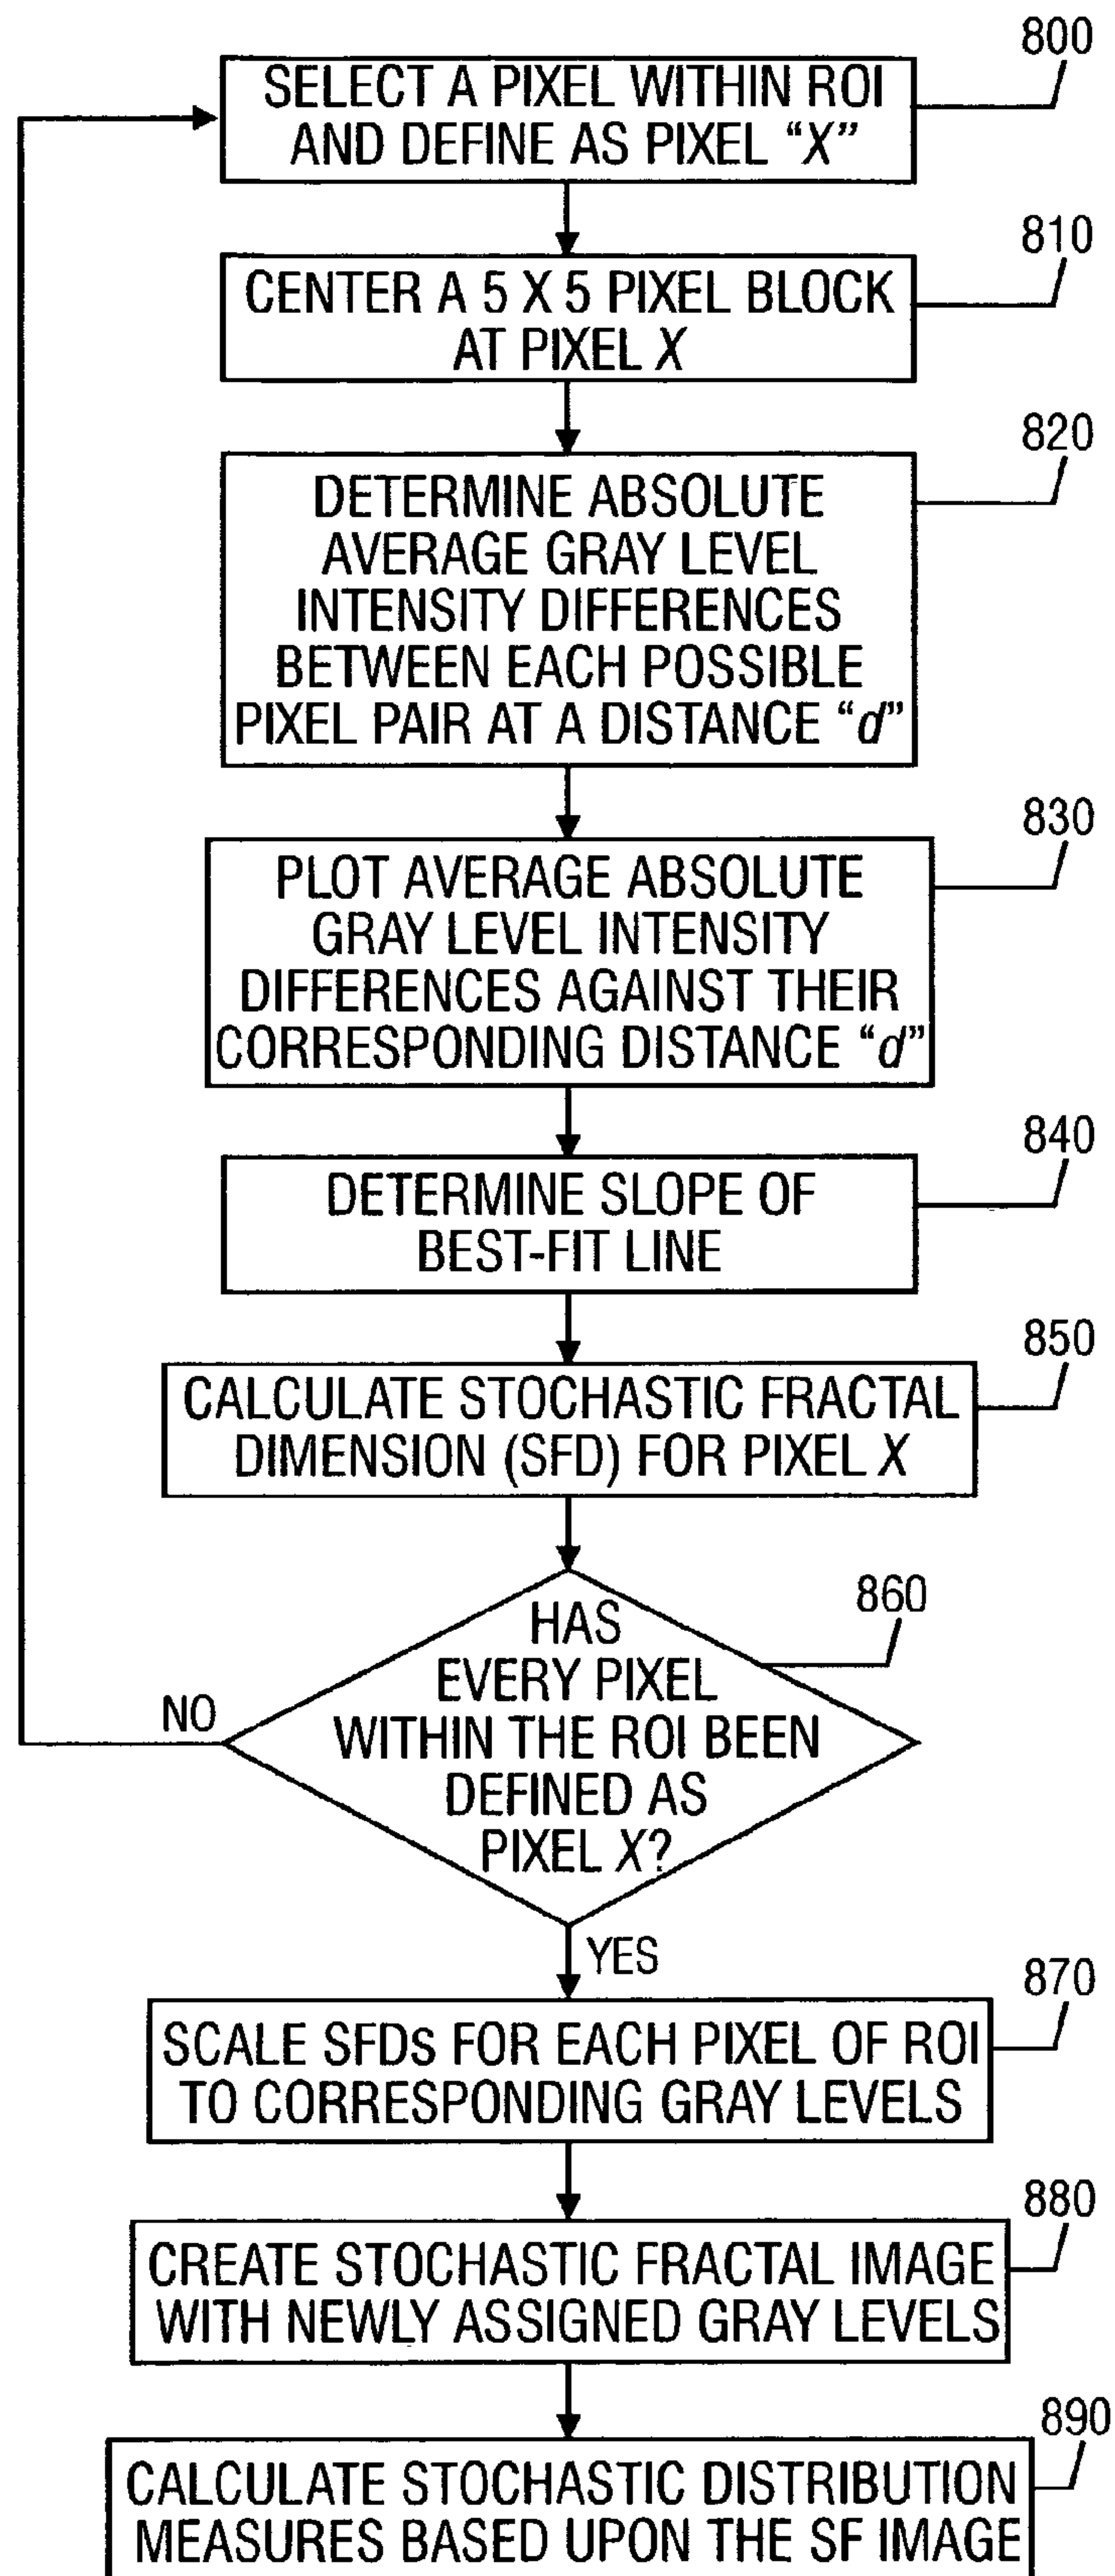 800
SELECT A PIXEL WITHIN ROI
AND DEFINE AS PIXEL “X”
810
CENTER A 5 X 5 PIXEL BLOCK
AT PIXEL X
820
DETERMINE ABSOLUTE
AVERAGE GRAY LEVEL
INTENSITY DIFFERENCES
BETWEEN EACH POSSIBLE
PIXEL PAIR AT A DISTANCE “d”
830
PLOT AVERAGE ABSOLUTE
GRAY LEVEL INTENSITY
DIFFERENCES AGAINST THEIR
CORRESPONDING DISTANCE “d”
840
DETERMINE SLOPE OF
BEST-FIT LINE
850
CALCULATE STOCHASTIC FRACTAL
DIMENSION (SFD) FOR PIXEL X
860
HAS
EVERY PIXEL
WITHIN THE ROI BEEN
DEFINED AS
PIXEL X?
NO
YES
870
SCALE SFDs FOR EACH PIXEL OF ROI
TO CORRESPONDING GRAY LEVELS
880
CREATE STOCHASTIC FRACTAL IMAGE
WITH NEWLY ASSIGNED GRAY LEVELS
890
CALCULATE STOCHASTIC DISTRIBUTION
MEASURES BASED UPON THE SF IMAGE